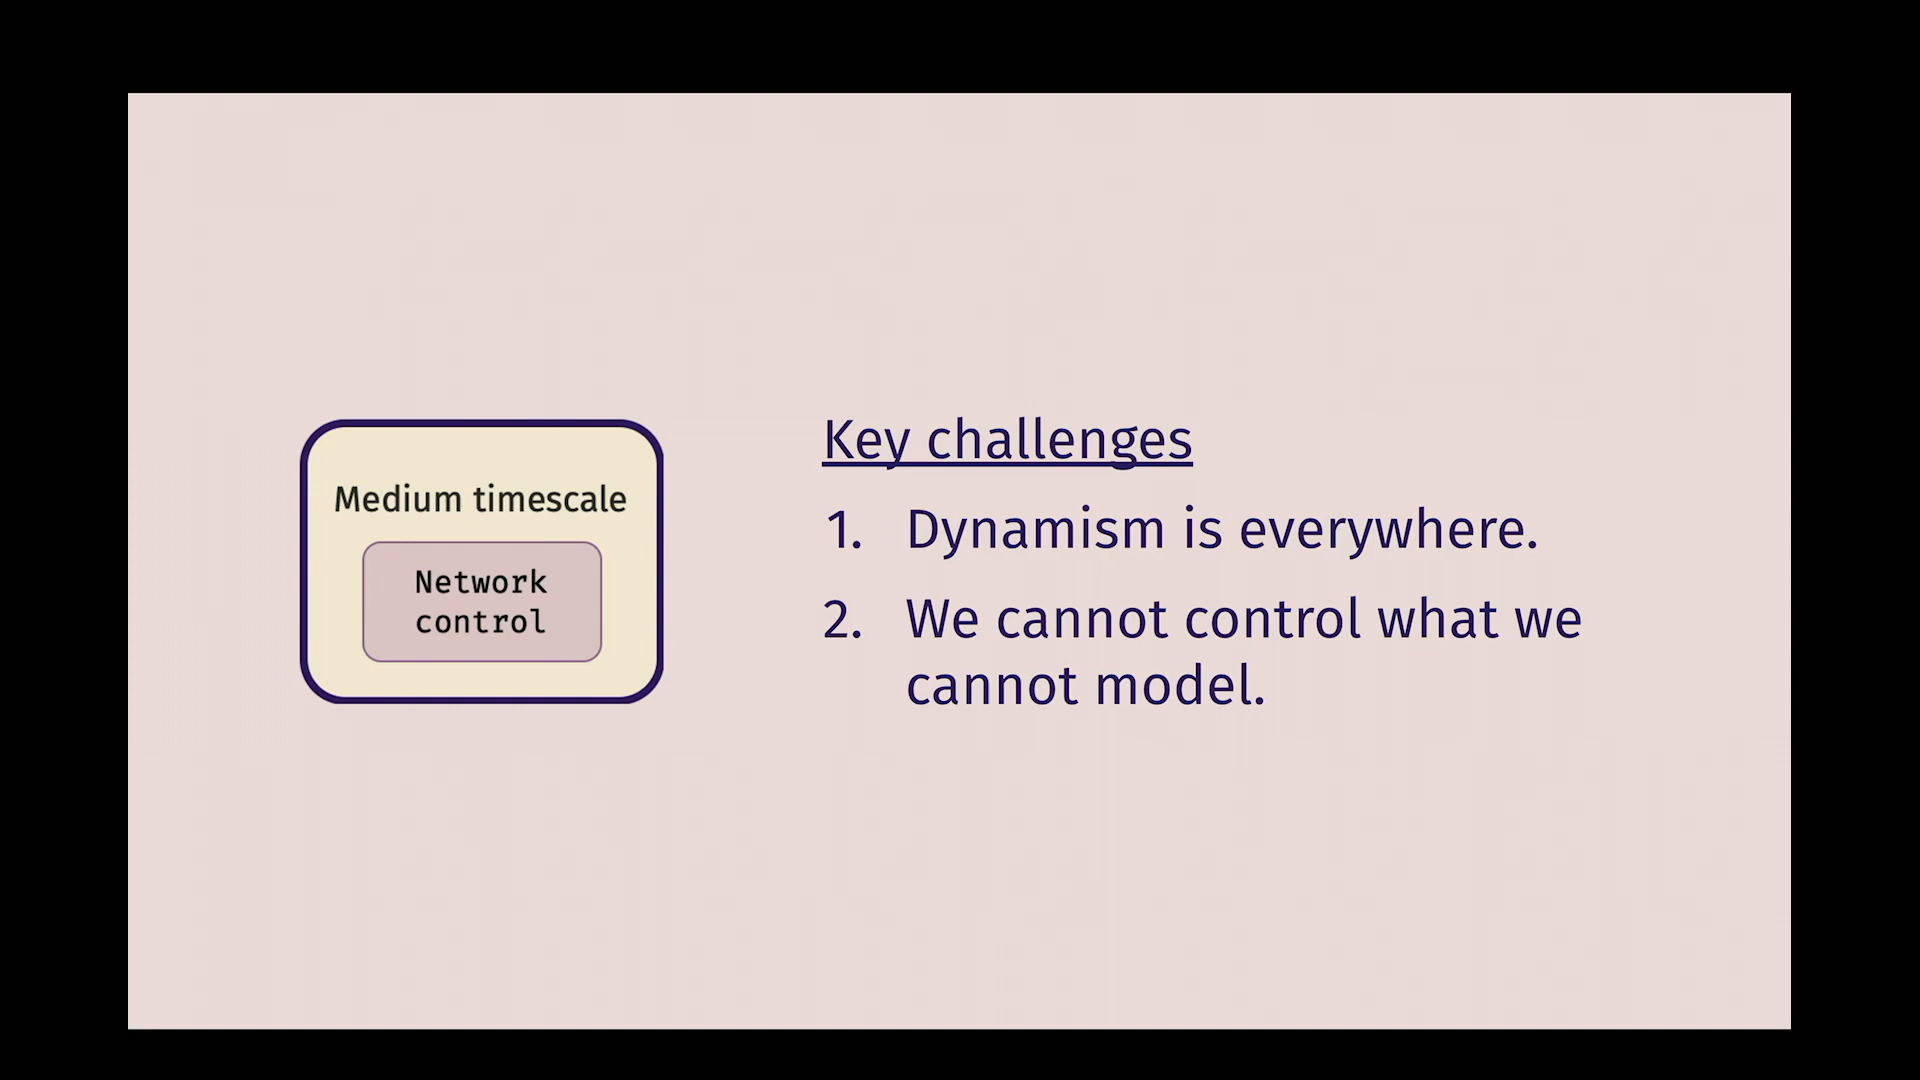 Medium timescale
Network
control
Key challenges
1. Dynamism is everywhere.
2. We cannot control what we
cannot model.